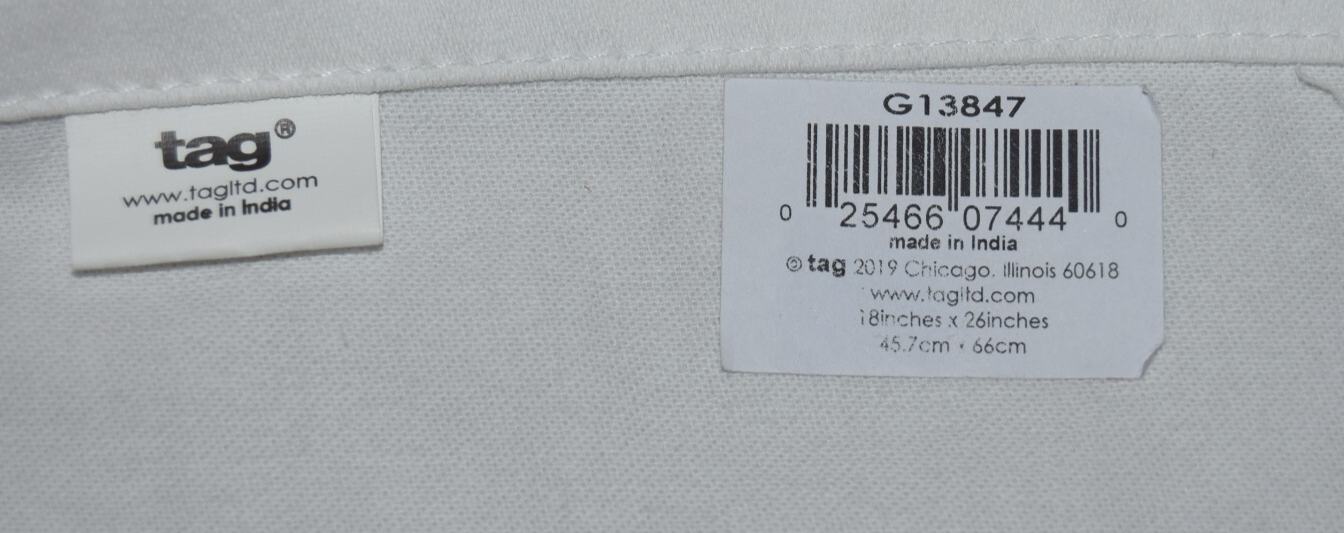 tag®
www.tagltd.com
made in India
G13847
0 25466 07444 0
made in India
© tag 2019 Chicago, Illinois 60618
www.tagltd.com
18inches x 26inches
45.7cm x 66cm